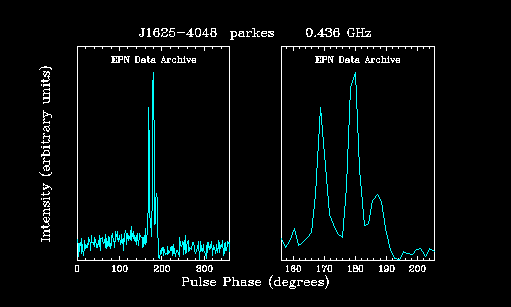 J1625-4048 parkes 0.436 GHz
EPN Data Archive
EPN Data Archive
Intensity (arbitrary units)
0 100 200 300
160 170 180 190 200
Pulse Phase (degrees)